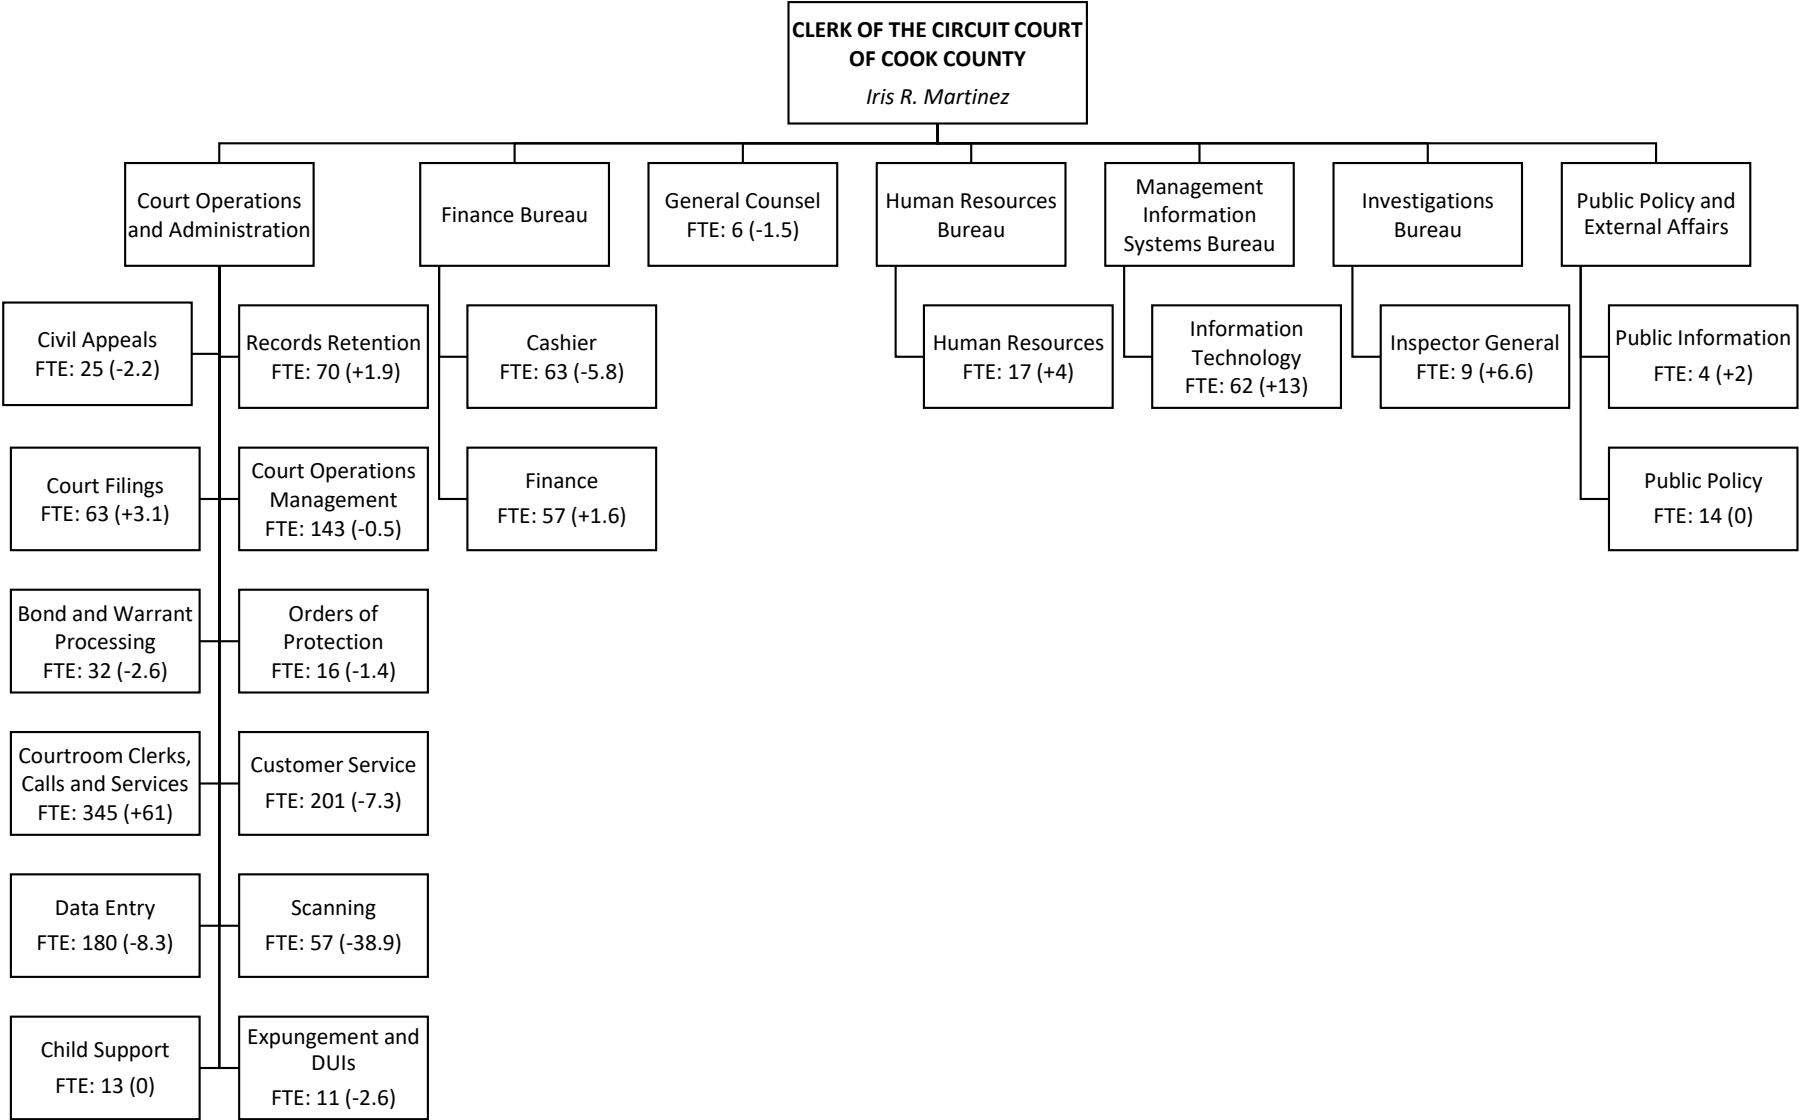 CLERK OF THE CIRCUIT COURT
OF COOK COUNTY
Iris R. Martinez
Court Operations
and Administration
Finance Bureau
General Counsel
FTE: 6 (-1.5)
Human Resources
Bureau
Management
Information
Systems Bureau
Investigations
Bureau
Public Policy and
External Affairs
Civil Appeals
FTE: 25 (-2.2)
Records Retention
FTE: 70 (+1.9)
Cashier
FTE: 63 (-5.8)
Human Resources
FTE: 17 (+4)
Information
Technology
FTE: 62 (+13)
Inspector General
FTE: 9 (+6.6)
Public Information
FTE: 4 (+2)
Court Filings
FTE: 63 (+3.1)
Court Operations
Management
FTE: 143 (-0.5)
Finance
FTE: 57 (+1.6)
Public Policy
FTE: 14 (0)
Bond and Warrant
Processing
FTE: 32 (-2.6)
Orders of
Protection
FTE: 16 (-1.4)
Courtroom Clerks,
Calls and Services
FTE: 345 (+61)
Customer Service
FTE: 201 (-7.3)
Data Entry
FTE: 180 (-8.3)
Scanning
FTE: 57 (-38.9)
Child Support
FTE: 13 (0)
Expungement and
DUIs
FTE: 11 (-2.6)